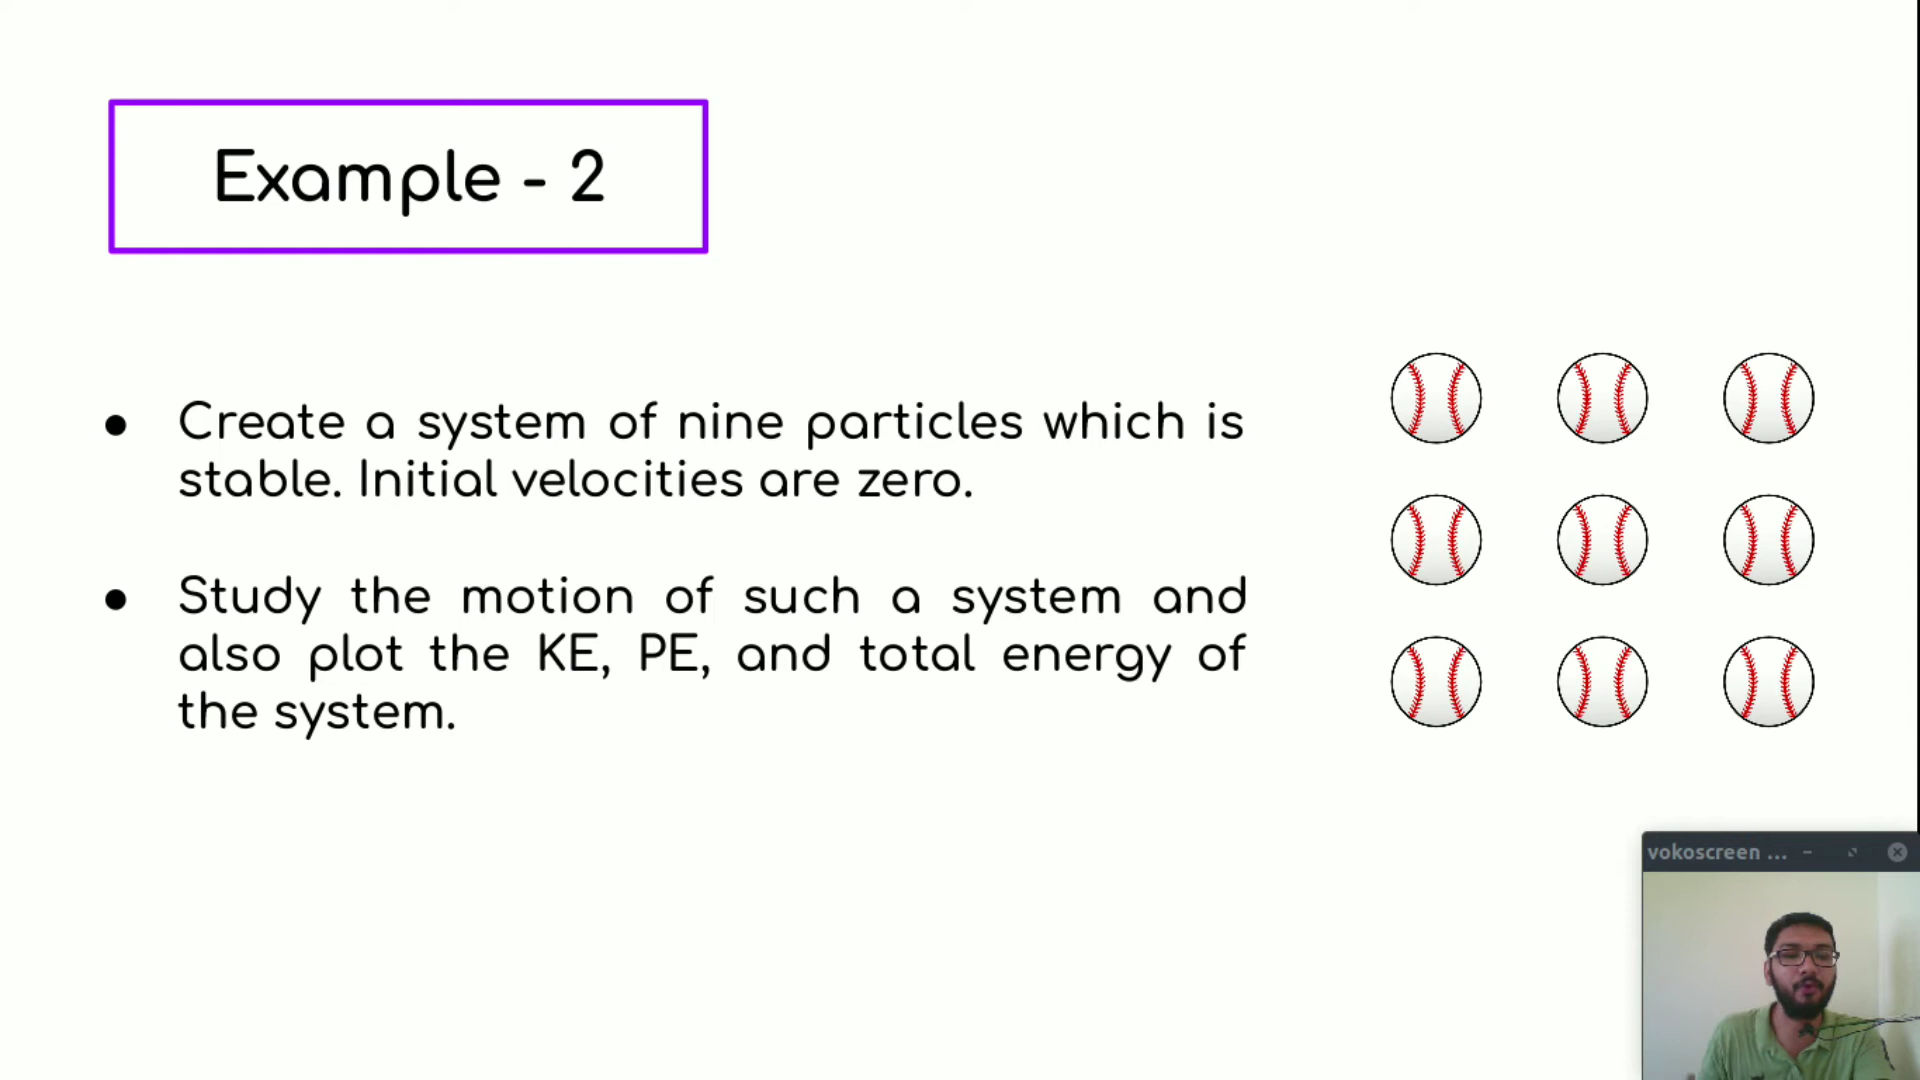 Example - 2
● Create a system of nine particles which is
stable. Initial velocities are zero.
● Study the motion of such a system and
also plot the KE, PE, and total energy of
the system.
vokoscreen ...